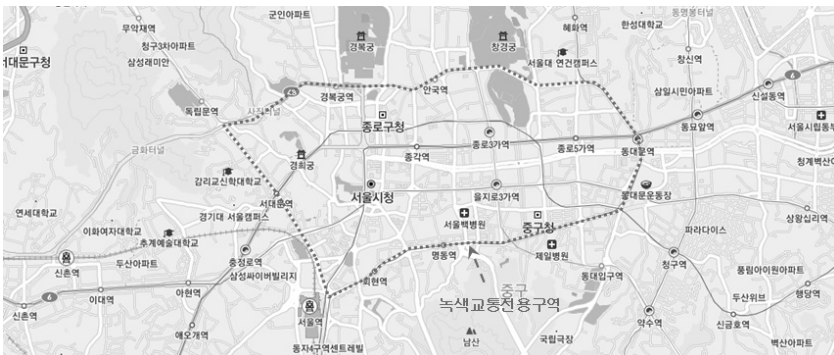 군인아파트
무악재역
청구3차아파트
삼성래미안
서대문구청
경복궁
창경궁
혜화역
한성대학교
동명봉터널
서울대 연건캠퍼스
창신역
삼일시민아파트
신설동역
독립문역
사직터널
경복궁역
안국역
종로구청
종각역
종로3가역
종로5가역
동대문역
동묘앞역
서울시립동부
청계벽산아
금화터널
경희궁
감리교신학대학교
서대문역
서울시청
을지로3가역
동대문운동장
연세대학교
이화여자대학교
추계예술대학교
경기대 서울캠퍼스
서울백병원
중구청
파라다이스
상왕십리역
신촌역
두산아파트
충정로역
삼성싸이버빌리지
명동역
제일병원
회현역
동대입구역
청구역
풍림아이원아파트
신촌역
이대역
아현역
애오개역
서울역
중구
녹색교통전용구역
두산위브
행당역
약수역
신금호역
남산
국립극장
동자4구역센트레빌
벽산아파트